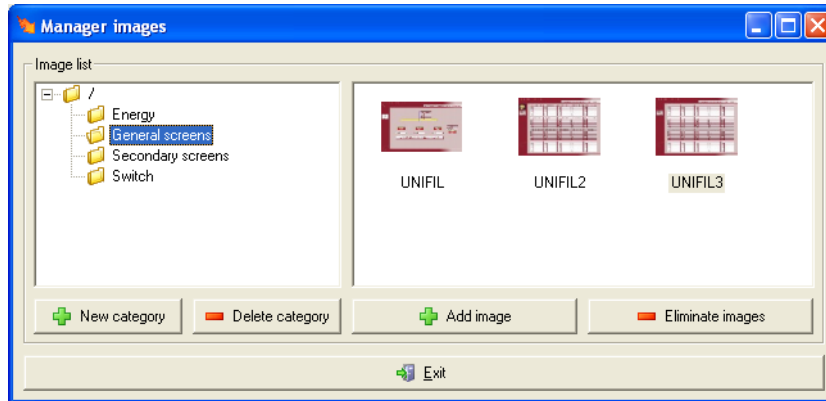 Manager images
Image list
/
Energy
General screens
Secondary screens
Switch
UNIFIL
UNIFIL2
UNIFIL3
New category
Delete category
Add image
Eliminate images
Exit